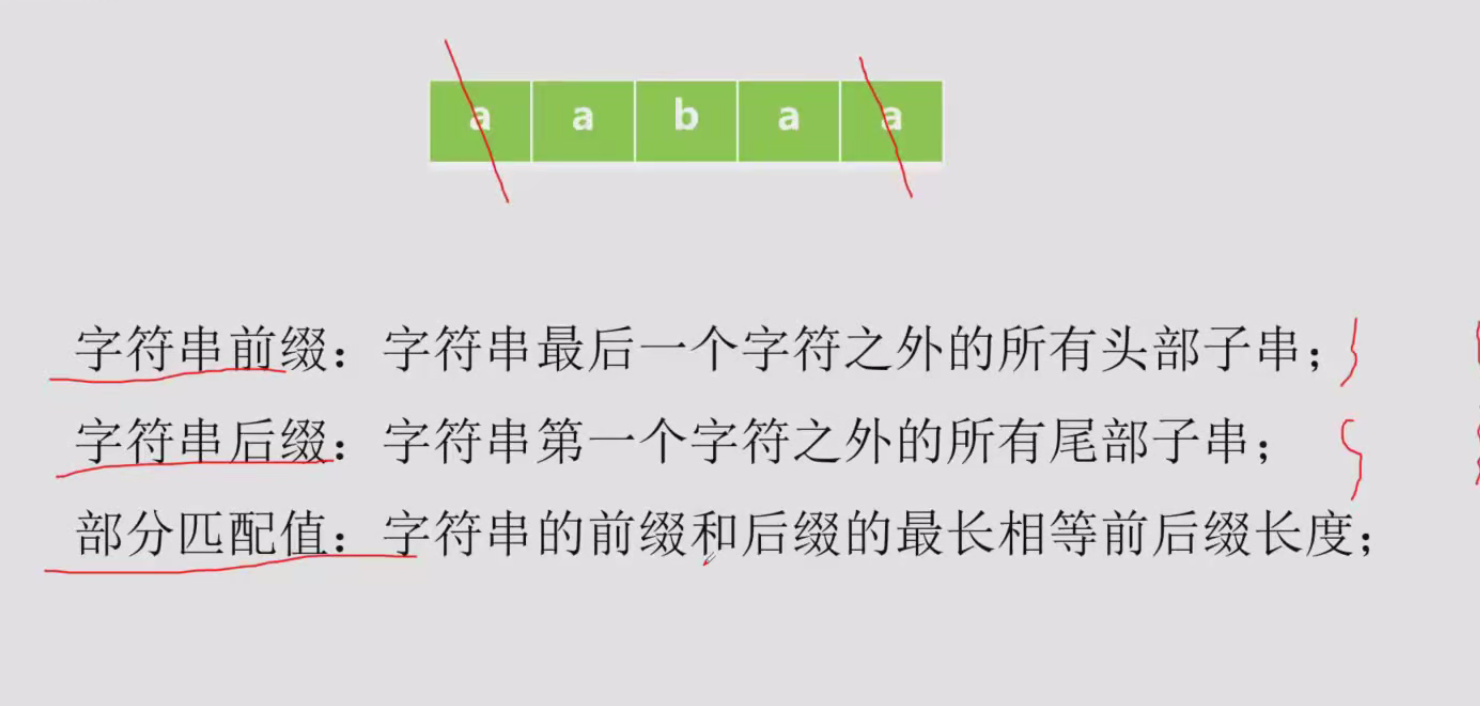 a a b a a
字符串前缀：字符串最后一个字符之外的所有头部子串；
字符串后缀：字符串第一个字符之外的所有尾部子串；
部分匹配值：字符串的前缀和后缀的最长相等前后缀长度；